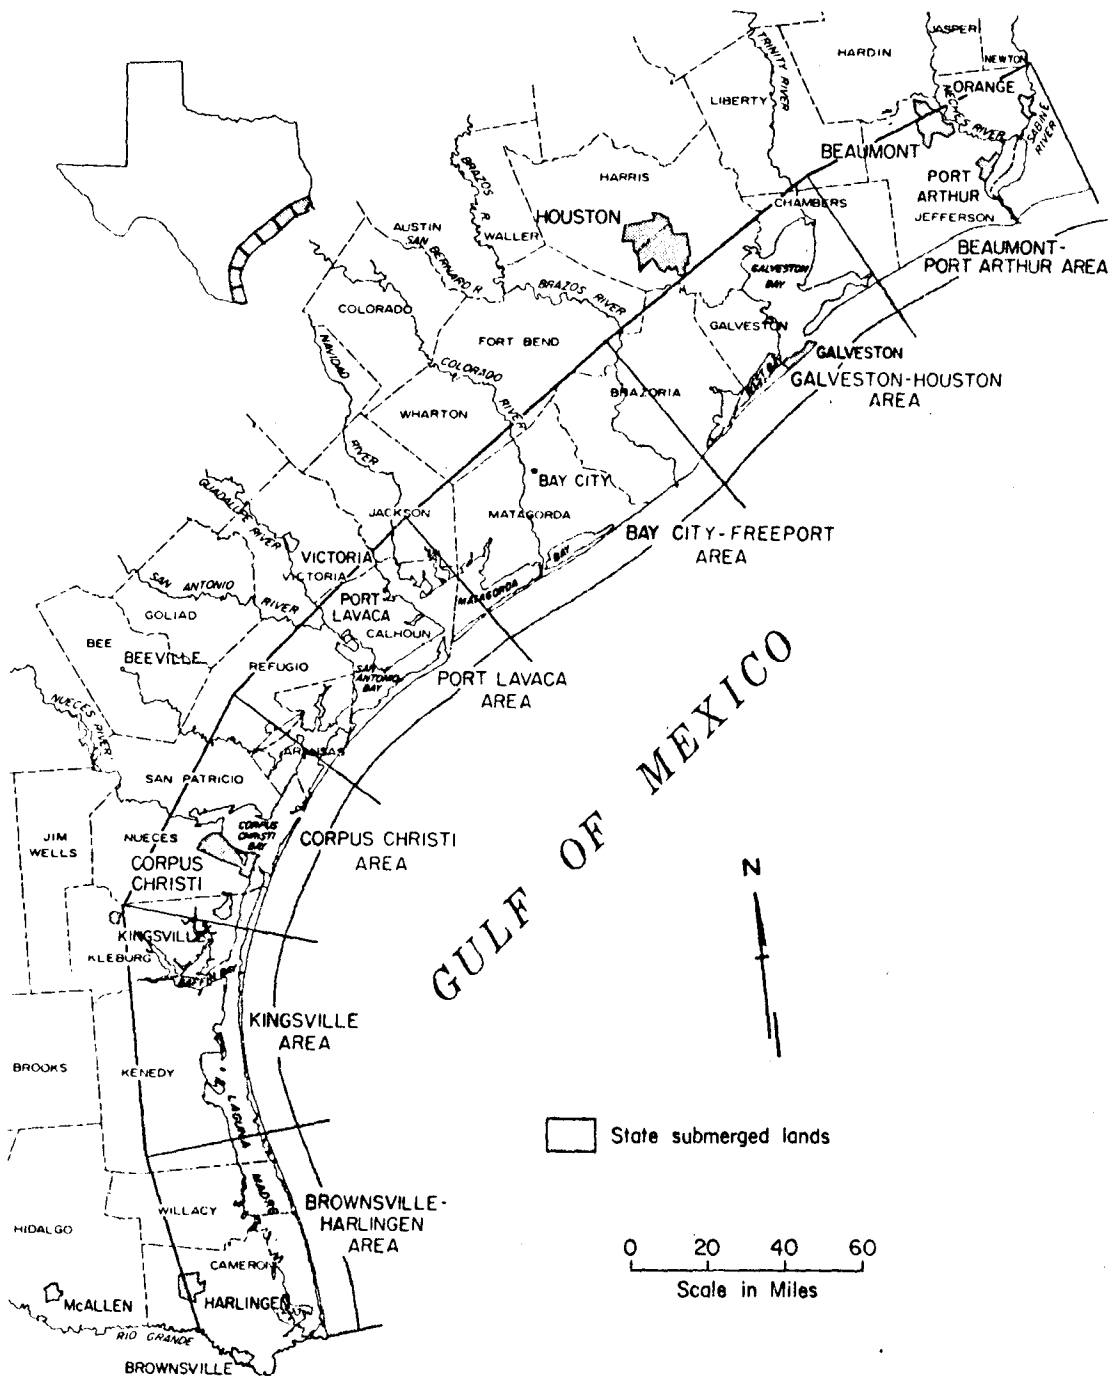 JASPER
NEWTON
HARDIN
ORANGE
TRINITY RIVER
LIBERTY
NECHES RIVER
SABINE
RIVER
BEAUMONT
PORT
ARTHUR
JEFFERSON
CHAMBERS
BEAUMONT-
PORT ARTHUR AREA
HARRIS
HOUSTON
BRAZOS
R.
WALLER
AUSTIN
SAN BERNARD R.
BRAZOS RIVER
GALVESTON
BAY
COLORADO
FORT BEND
GALVESTON
GALVESTON
WEST BAY
GALVESTON-HOUSTON
AREA
NAVIDAD
RIVER
COLORADO
RIVER
BRAZORIA
WHARTON
BAY CITY
MATAGORDA
JACKSON
BAY CITY-FREEPORT
AREA
GUADALUPE RIVER
VICTORIA
VICTORIA
MATAGORDA
BAY
SAN ANTONIO
RIVER
PORT
LAVACA
CALHOUN
GOLIAD
BEE
BEEVILLE
REFUGIO
SAN
ANTONIO
BAY
PORT LAVACA
AREA
NUECES RIVER
ARANSAS
SAN PATRICIO
JIM
WELLS
NUECES
CORPUS
CHRISTI
BAY
CORPUS
CHRISTI
CORPUS CHRISTI
AREA
GULF OF MEXICO
N
KINGSVILLE
KLEBURG
BAFFIN BAY
KINGSVILLE
AREA
BROOKS
KENEDY
LAGUNA
MADRE
State submerged lands
WILLACY
BROWNSVILLE-
HARLINGEN
AREA
HIDALGO
CAMERON
0 20 40 60
Scale in Miles
McALLEN
HARLINGEN
RIO GRANDE
BROWNSVILLE